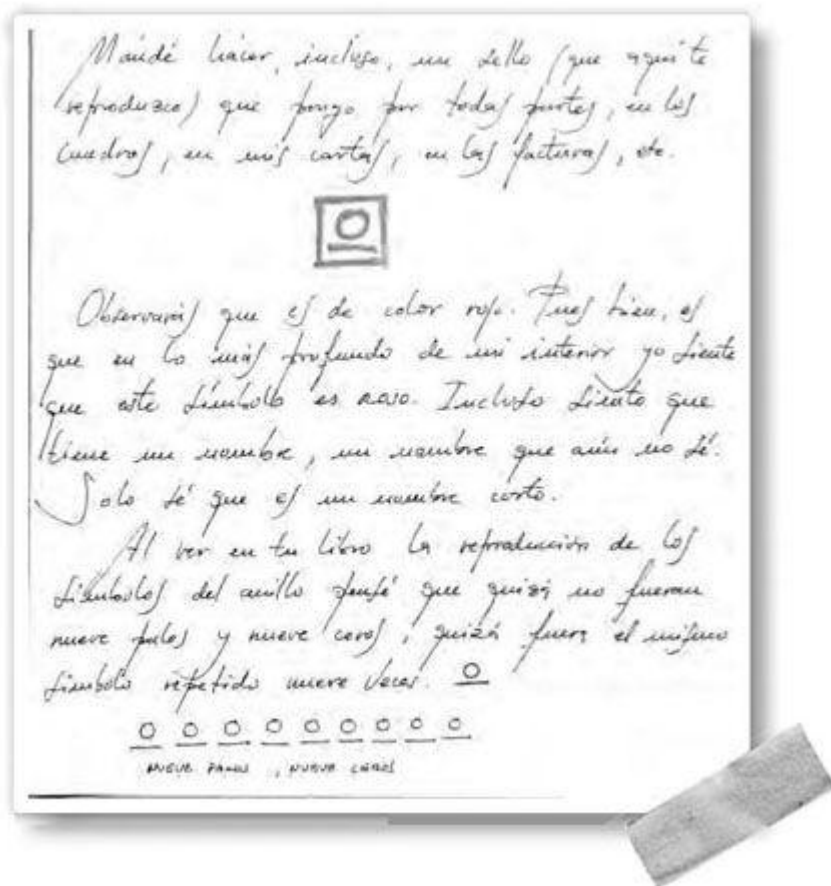 Mandé hacer, incluso, un sello (que aquí te
reproduzco) que pongo por todas partes, en los
cuadros, en mis cartas, en las facturas, etc.
Observarás que es de color rojo. Pues bien, es
que en lo más profundo de mi interior yo siento
que este símbolo es rojo. Incluso siento que
tiene un nombre, un nombre que aún no sé.
Solo sé que es un nombre corto.
Al ver en tu libro la reproducción de los
símbolos del anillo pensé que quizá no fueran
nueve palos y nueve ceros, quizá fuera el mismo
símbolo repetido nueve veces.
NUEVE PALOS, NUEVE CEROS